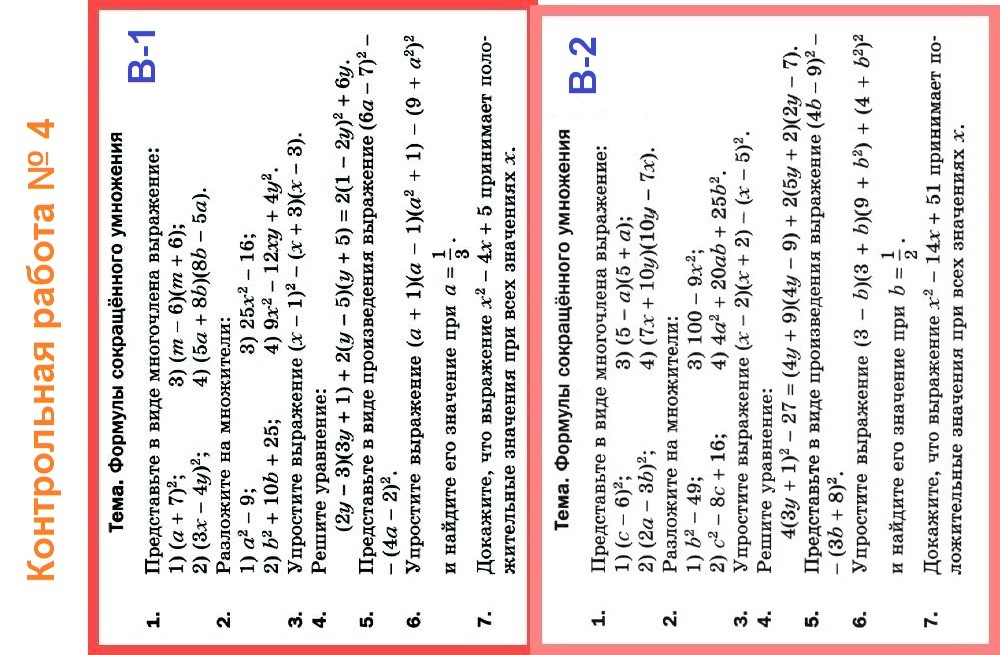 Контрольная работа № 4
В-1
Тема. Формулы сокращённого умножения
1. Представьте в виде многочлена выражение:
1) (a + 7)²; 3) (m − 6)(m + 6);
2) (3x − 4y)²; 4) (5a + 8b)(8b − 5a).
2. Разложите на множители:
1) a² − 9; 3) 25x² − 16;
2) b² + 10b + 25; 4) 9x² − 12xy + 4y².
3. Упростите выражение (x − 1)² − (x + 3)(x − 3).
4. Решите уравнение:
(2y − 3)(3y + 1) + 2(y − 5)(y + 5) = 2(1 − 2y)² + 6y.
5. Представьте в виде произведения выражение (6a − 7)² −
− (4a − 2)².
6. Упростите выражение (a + 1)(a − 1)(a² + 1) − (9 + a²)²
и найдите его значение при a = 1/3.
7. Докажите, что выражение x² − 4x + 5 принимает поло-
жительные значения при всех значениях x.
В-2
Тема. Формулы сокращённого умножения
1. Представьте в виде многочлена выражение:
1) (c − 6)²; 3) (5 − a)(5 + a);
2) (2a − 3b)²; 4) (7x + 10y)(10y − 7x).
2. Разложите на множители:
1) b² − 49; 3) 100 − 9x²;
2) c² − 8c + 16; 4) 4a² + 20ab + 25b².
3. Упростите выражение (x − 2)(x + 2) − (x − 5)².
4. Решите уравнение:
4(3y + 1)² − 27 = (4y + 9)(4y − 9) + 2(5y + 2)(2y − 7).
5. Представьте в виде произведения выражение (4b − 9)² −
− (3b + 8)².
6. Упростите выражение (3 − b)(3 + b)(9 + b²) + (4 + b²)²
и найдите его значение при b = 1/2.
7. Докажите, что выражение x² − 14x + 51 принимает по-
ложительные значения при всех значениях x.